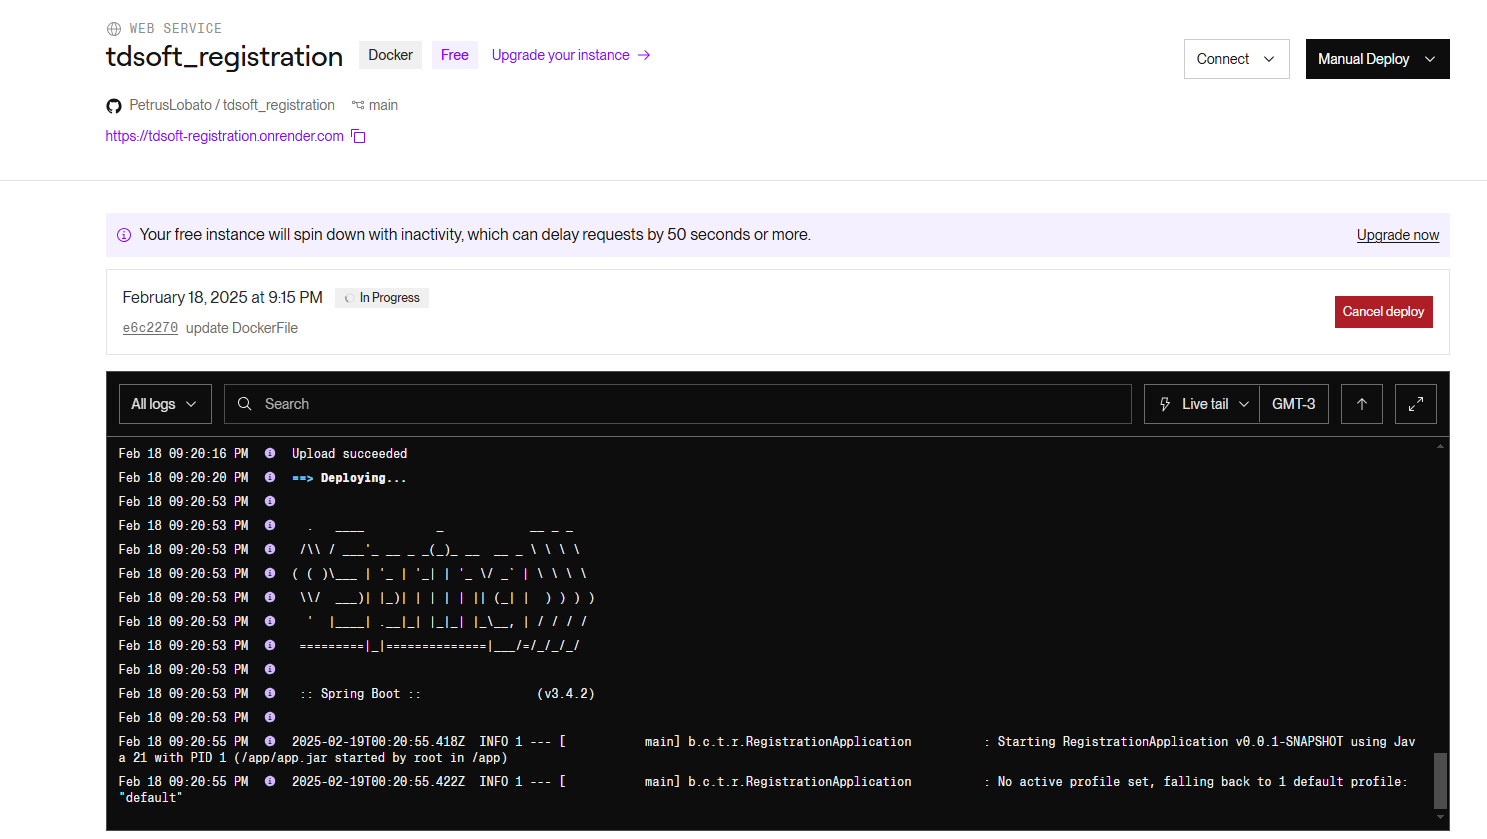 WEB SERVICE
tdsoft_registration Docker Free Upgrade your instance → Connect Manual Deploy
PetrusLobato / tdsoft_registration main
https://tdsoft-registration.onrender.com
Your free instance will spin down with inactivity, which can delay requests by 50 seconds or more. Upgrade now
February 18, 2025 at 9:15 PM In Progress
e6c2270 update DockerFile Cancel deploy
All logs Search Live tail GMT-3
Feb 18 09:20:16 PM Upload succeeded
Feb 18 09:20:20 PM ==> Deploying...
Feb 18 09:20:53 PM
Feb 18 09:20:53 PM   .   ____          _            __ _ _
Feb 18 09:20:53 PM  /\\ / ___'_ __ _ _(_)_ __  __ _ \ \ \ \
Feb 18 09:20:53 PM ( ( )\___ | '_ | '_| | '_ \/ _` | \ \ \ \
Feb 18 09:20:53 PM  \\/  ___)| |_)| | | | | || (_| |  ) ) ) )
Feb 18 09:20:53 PM   '  |____| .__|_| |_|_| |_\__, | / / / /
Feb 18 09:20:53 PM  =========|_|==============|___/=/_/_/_/
Feb 18 09:20:53 PM
Feb 18 09:20:53 PM  :: Spring Boot ::                (v3.4.2)
Feb 18 09:20:53 PM
Feb 18 09:20:55 PM 2025-02-19T00:20:55.418Z  INFO 1 --- [           main] b.c.t.r.RegistrationApplication          : Starting RegistrationApplication v0.0.1-SNAPSHOT using Jav
a 21 with PID 1 (/app/app.jar started by root in /app)
Feb 18 09:20:55 PM 2025-02-19T00:20:55.422Z  INFO 1 --- [           main] b.c.t.r.RegistrationApplication          : No active profile set, falling back to 1 default profile:
"default"